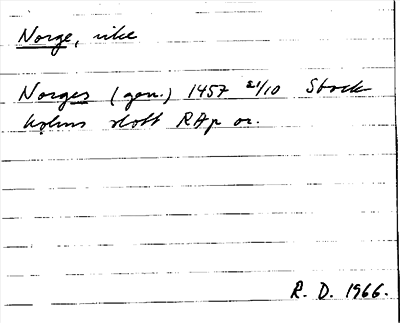 Norge, rike
Norges (gen.) 1457 21/10 Stock-
holms slott RAp or.
R. D. 1966.